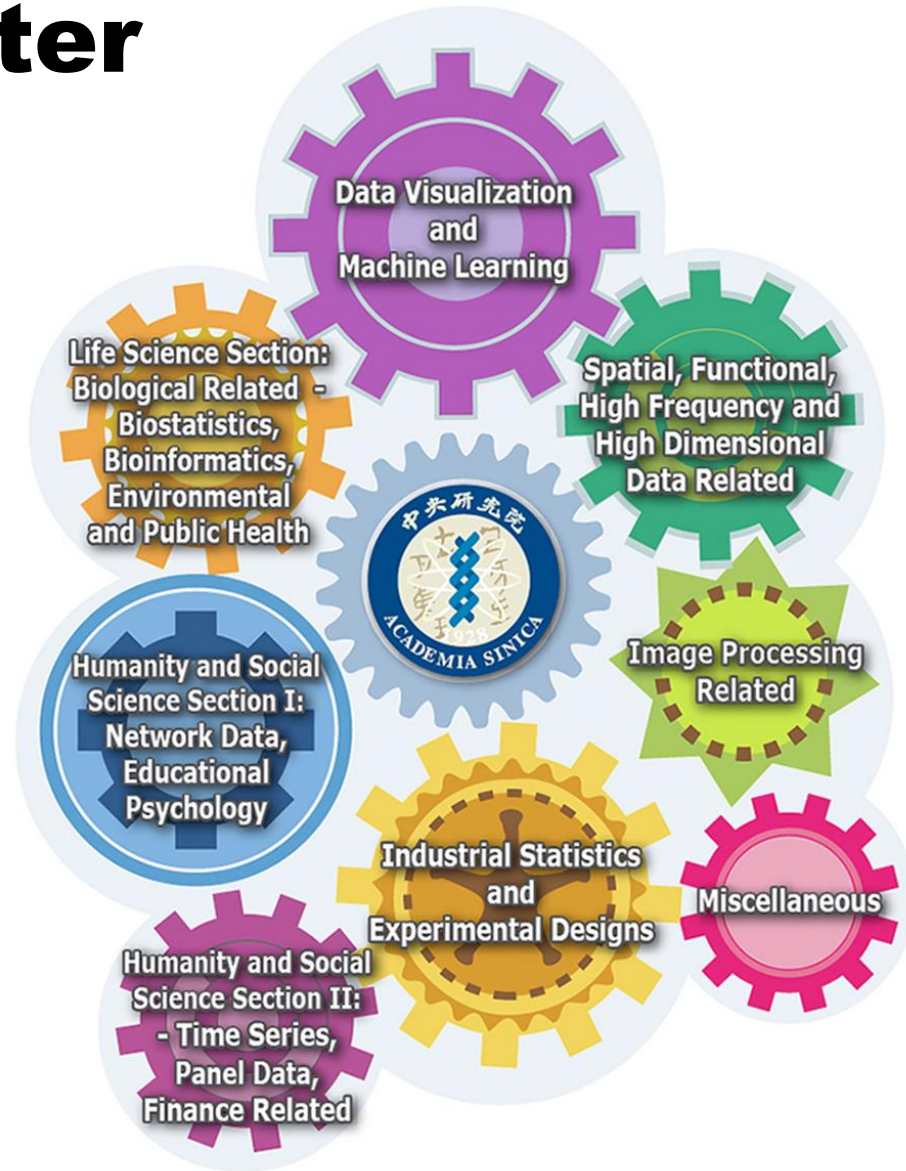 ter
Data Visualization
and
Machine Learning
Life Science Section:
Biological Related -
Biostatistics,
Bioinformatics,
Environmental
and Public Health
Spatial, Functional,
High Frequency and
High Dimensional
Data Related
中央研究院
1928
ACADEMIA SINICA
Humanity and Social
Science Section I:
Network Data,
Educational
Psychology
Image Processing
Related
Industrial Statistics
and
Experimental Designs
Miscellaneous
Humanity and Social
Science Section II:
- Time Series,
Panel Data,
Finance Related